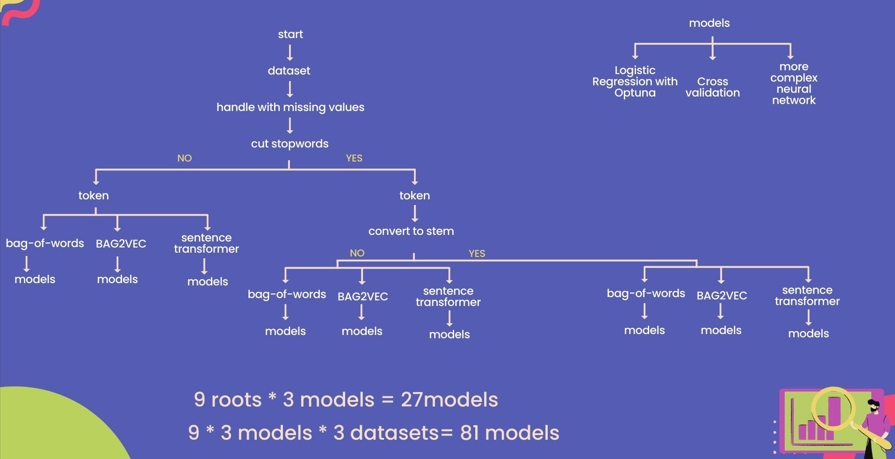 start
dataset
handle with missing values
cut stopwords
NO
YES
token
token
bag-of-words
BAG2VEC
sentence
transformer
models
models
models
convert to stem
NO
YES
bag-of-words
BAG2VEC
sentence
transformer
models
models
models
bag-of-words
BAG2VEC
sentence
transformer
models
models
models
models
Logistic
Regression with
Optuna
Cross
validation
more
complex
neural
network
9 roots * 3 models = 27models
9 * 3 models * 3 datasets= 81 models